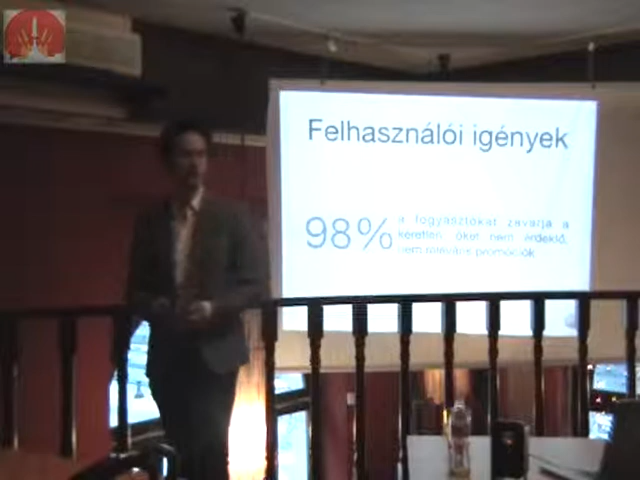 Felhasználói igények
98%
a fogyasztókat zavarja a
kéretlen, őket nem érdeklő,
nem releváns promóciók